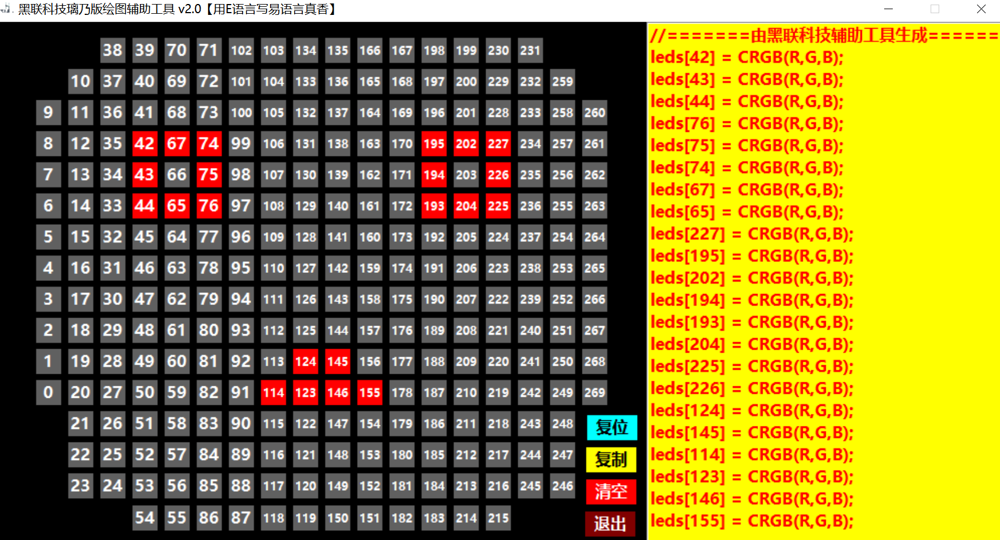 黑联科技璃乃版绘图辅助工具 v2.0【用E语言写易语言真香】
38 39 70 71 102 103 134 135 166 167 198 199 230 231
10 37 40 69 72 101 104 133 136 165 168 197 200 229 232 259
9 11 36 41 68 73 100 105 132 137 164 169 196 201 228 233 258 260
8 12 35 42 67 74 99 106 131 138 163 170 195 202 227 234 257 261
7 13 34 43 66 75 98 107 130 139 162 171 194 203 226 235 256 262
6 14 33 44 65 76 97 108 129 140 161 172 193 204 225 236 255 263
5 15 32 45 64 77 96 109 128 141 160 173 192 205 224 237 254 264
4 16 31 46 63 78 95 110 127 142 159 174 191 206 223 238 253 265
3 17 30 47 62 79 94 111 126 143 158 175 190 207 222 239 252 266
2 18 29 48 61 80 93 112 125 144 157 176 189 208 221 240 251 267
1 19 28 49 60 81 92 113 124 145 156 177 188 209 220 241 250 268
0 20 27 50 59 82 91 114 123 146 155 178 187 210 219 242 249 269
21 26 51 58 83 90 115 122 147 154 179 186 211 218 243 248
22 25 52 57 84 89 116 121 148 153 180 185 212 217 244 247
23 24 53 56 85 88 117 120 149 152 181 184 213 216 245 246
54 55 86 87 118 119 150 151 182 183 214 215
复位
复制
清空
退出
//=======由黑联科技辅助工具生成======
leds[42] = CRGB(R,G,B);
leds[43] = CRGB(R,G,B);
leds[44] = CRGB(R,G,B);
leds[76] = CRGB(R,G,B);
leds[75] = CRGB(R,G,B);
leds[74] = CRGB(R,G,B);
leds[67] = CRGB(R,G,B);
leds[65] = CRGB(R,G,B);
leds[227] = CRGB(R,G,B);
leds[195] = CRGB(R,G,B);
leds[202] = CRGB(R,G,B);
leds[194] = CRGB(R,G,B);
leds[193] = CRGB(R,G,B);
leds[204] = CRGB(R,G,B);
leds[225] = CRGB(R,G,B);
leds[226] = CRGB(R,G,B);
leds[124] = CRGB(R,G,B);
leds[145] = CRGB(R,G,B);
leds[114] = CRGB(R,G,B);
leds[123] = CRGB(R,G,B);
leds[146] = CRGB(R,G,B);
leds[155] = CRGB(R,G,B);